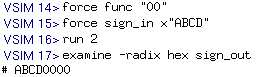 VSIM 14> force func "00"
VSIM 15> force sign_in x"ABCD"
VSIM 16> run 2
VSIM 17> examine -radix hex sign_out
# ABCD0000